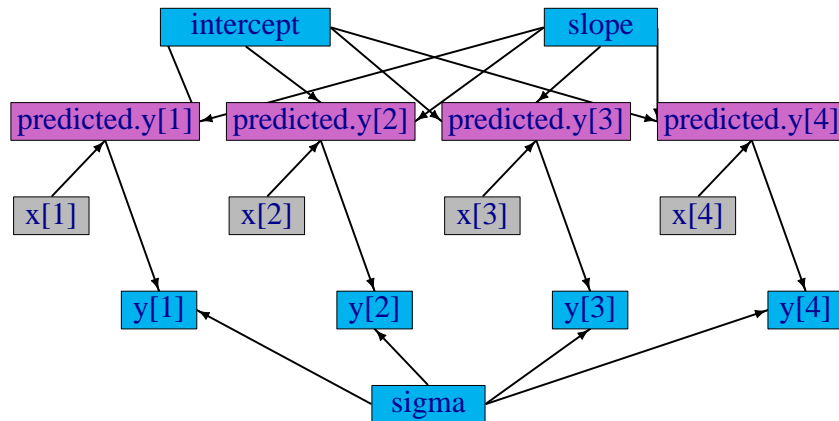 intercept slope
predicted.y[1] predicted.y[2] predicted.y[3] predicted.y[4]
x[1] x[2] x[3] x[4]
y[1] y[2] y[3] y[4]
sigma